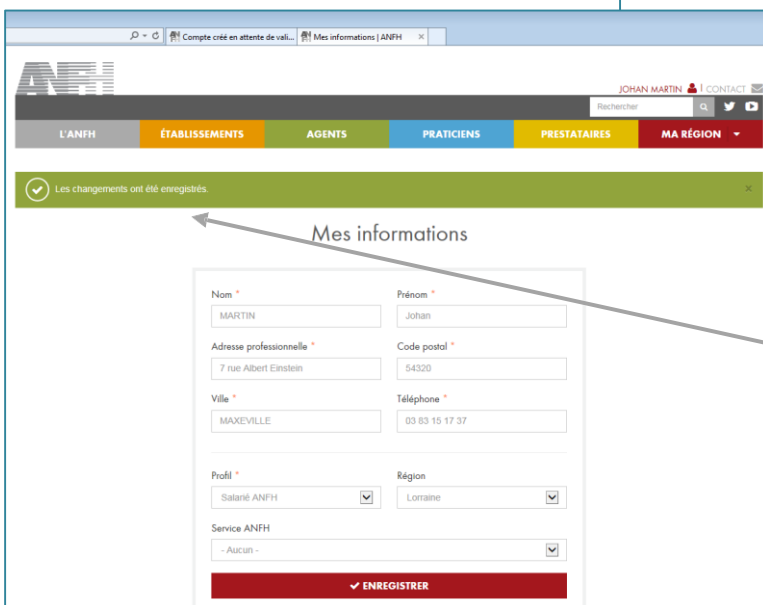 Compte créé en attente de vali... Mes informations | ANFH ×
ANFH
JOHAN MARTIN | CONTACT
Rechercher
L'ANFH ÉTABLISSEMENTS AGENTS PRATICIENS PRESTATAIRES MA RÉGION
Les changements ont été enregistrés. ×
Mes informations
Nom * Prénom *
MARTIN Johan
Adresse professionnelle * Code postal *
7 rue Albert Einstein 54320
Ville * Téléphone *
MAXEVILLE 03 83 15 17 37
Profil * Région
Salarié ANFH Lorraine
Service ANFH
- Aucun -
ENREGISTRER